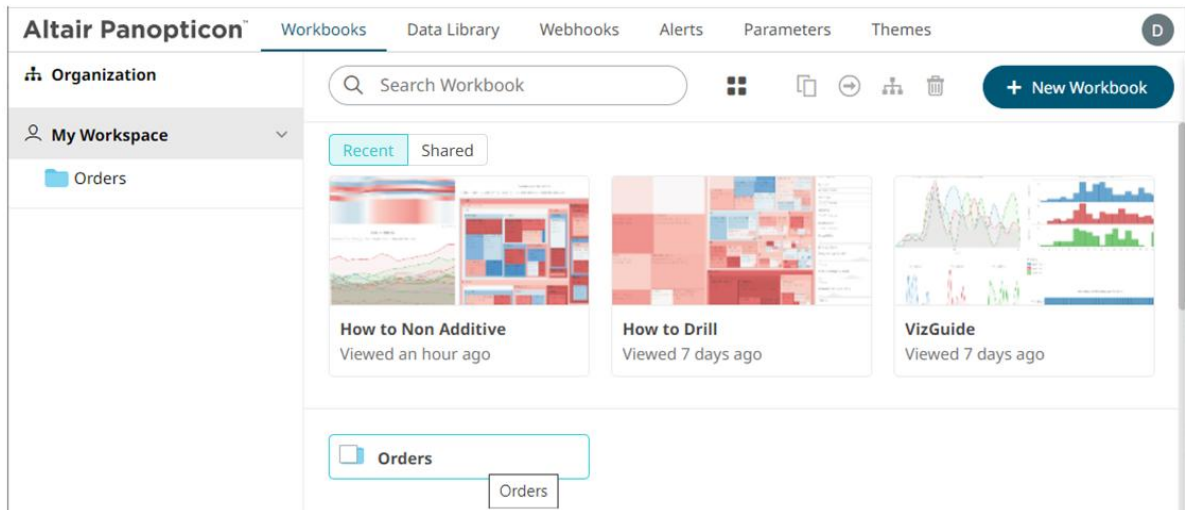 Altair Panopticon™ Workbooks Data Library Webhooks Alerts Parameters Themes D
Organization
Search Workbook
+ New Workbook
My Workspace
Orders
Recent Shared
How to Non Additive
Viewed an hour ago
How to Drill
Viewed 7 days ago
VizGuide
Viewed 7 days ago
Orders
Orders